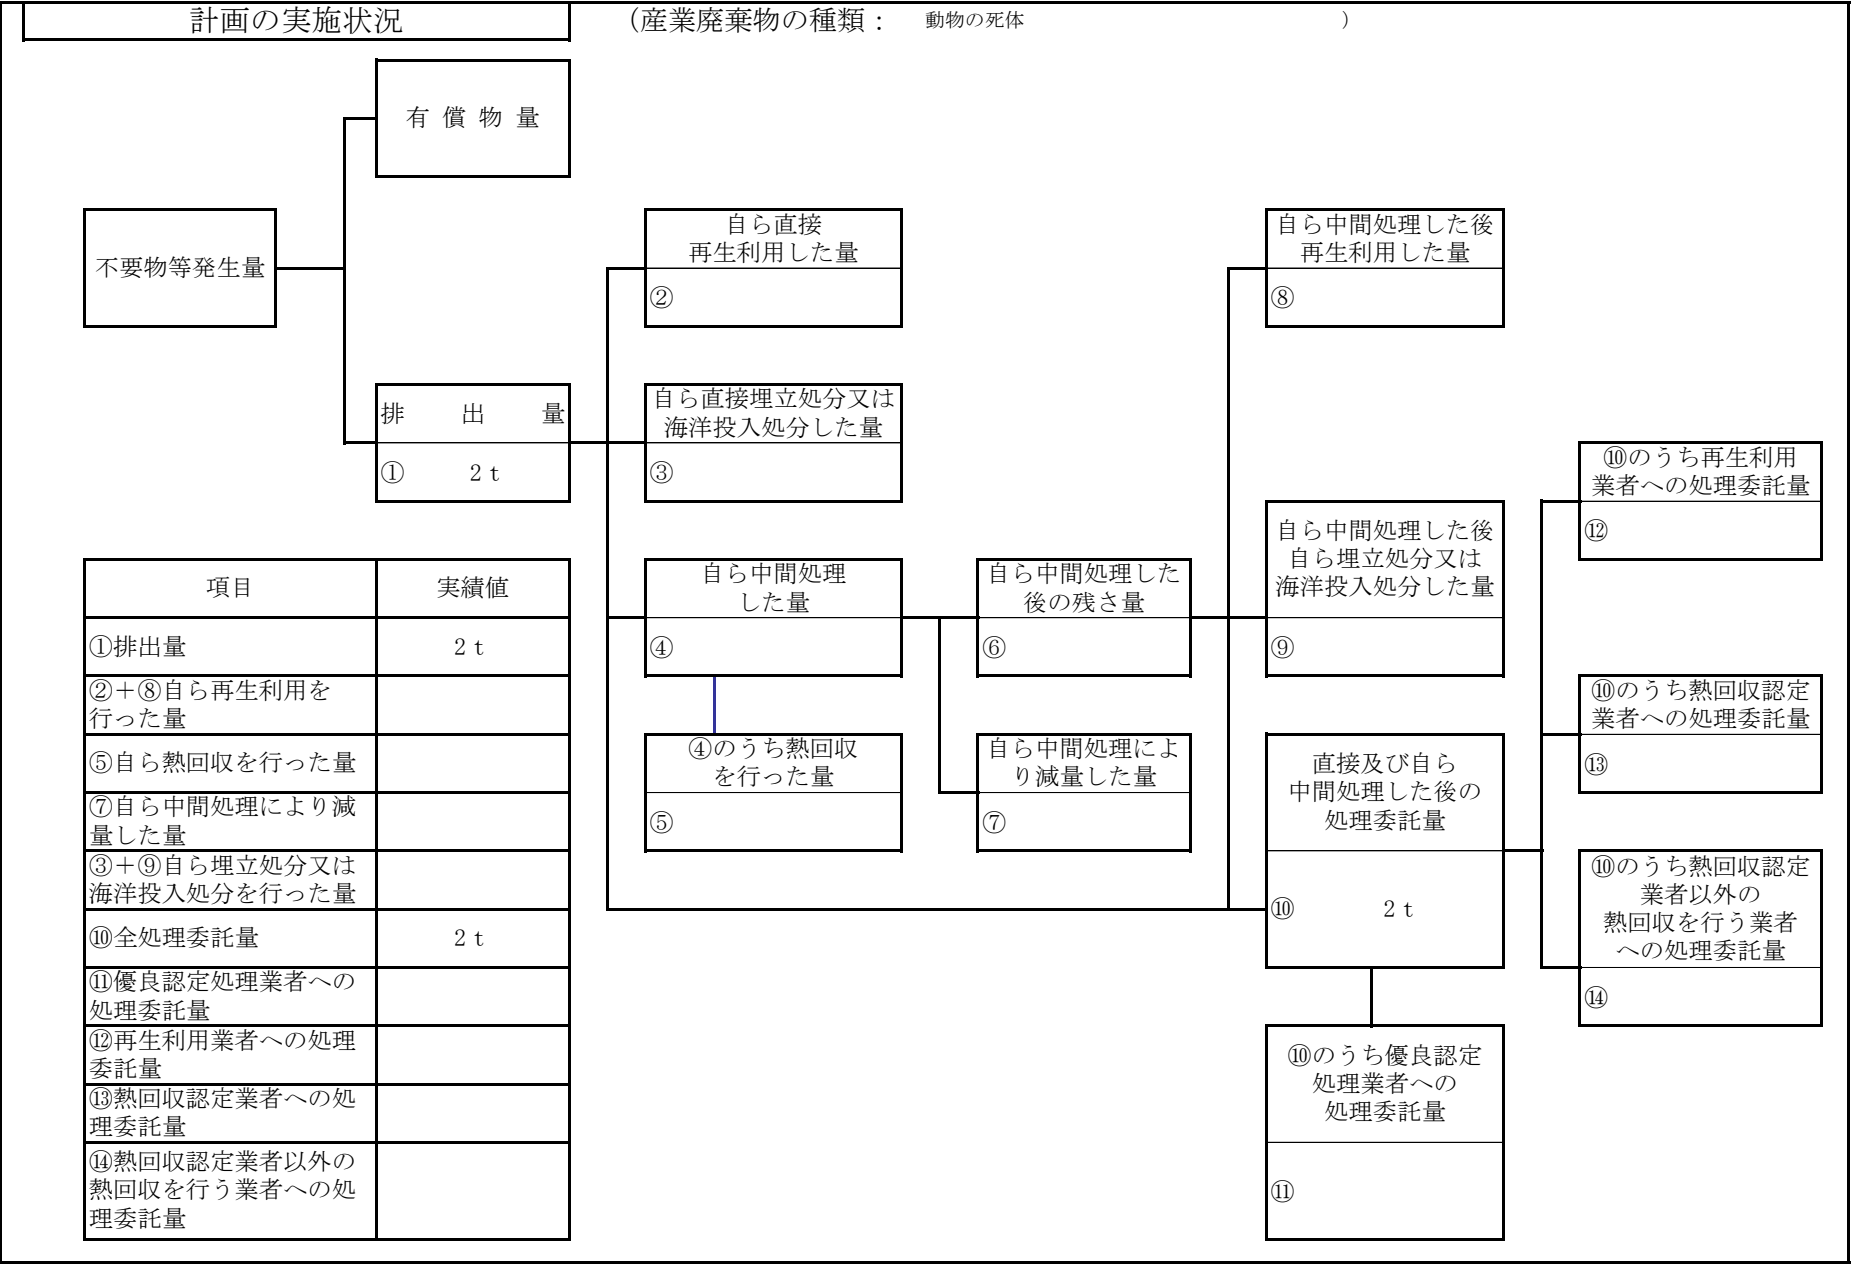 計画の実施状況
(産業廃棄物の種類: 動物の死体 )
有 償 物 量
不要物等発生量
自ら直接
再生利用した量
②
自ら中間処理した後
再生利用した量
⑧
排 出 量
① 2t
自ら直接埋立処分又は
海洋投入処分した量
③
⑩のうち再生利用
業者への処理委託量
⑫
自ら中間処理した後
自ら埋立処分又は
海洋投入処分した量
⑨
自ら中間処理
した量
④
自ら中間処理した
後の残さ量
⑥
⑩のうち熱回収認定
業者への処理委託量
⑬
④のうち熱回収
を行った量
⑤
自ら中間処理によ
り減量した量
⑦
直接及び自ら
中間処理した後の
処理委託量
⑩ 2t
⑩のうち熱回収認定
業者以外の
熱回収を行う業者
への処理委託量
⑭
⑩のうち優良認定
処理業者への
処理委託量
⑪
項目 実績値
①排出量 2t
②+⑧自ら再生利用を
行った量
⑤自ら熱回収を行った量
⑦自ら中間処理により減
量した量
③+⑨自ら埋立処分又は
海洋投入処分を行った量
⑩全処理委託量 2t
⑪優良認定処理業者への
処理委託量
⑫再生利用業者への処理
委託量
⑬熱回収認定業者への処
理委託量
⑭熱回収認定業者以外の
熱回収を行う業者への処
理委託量